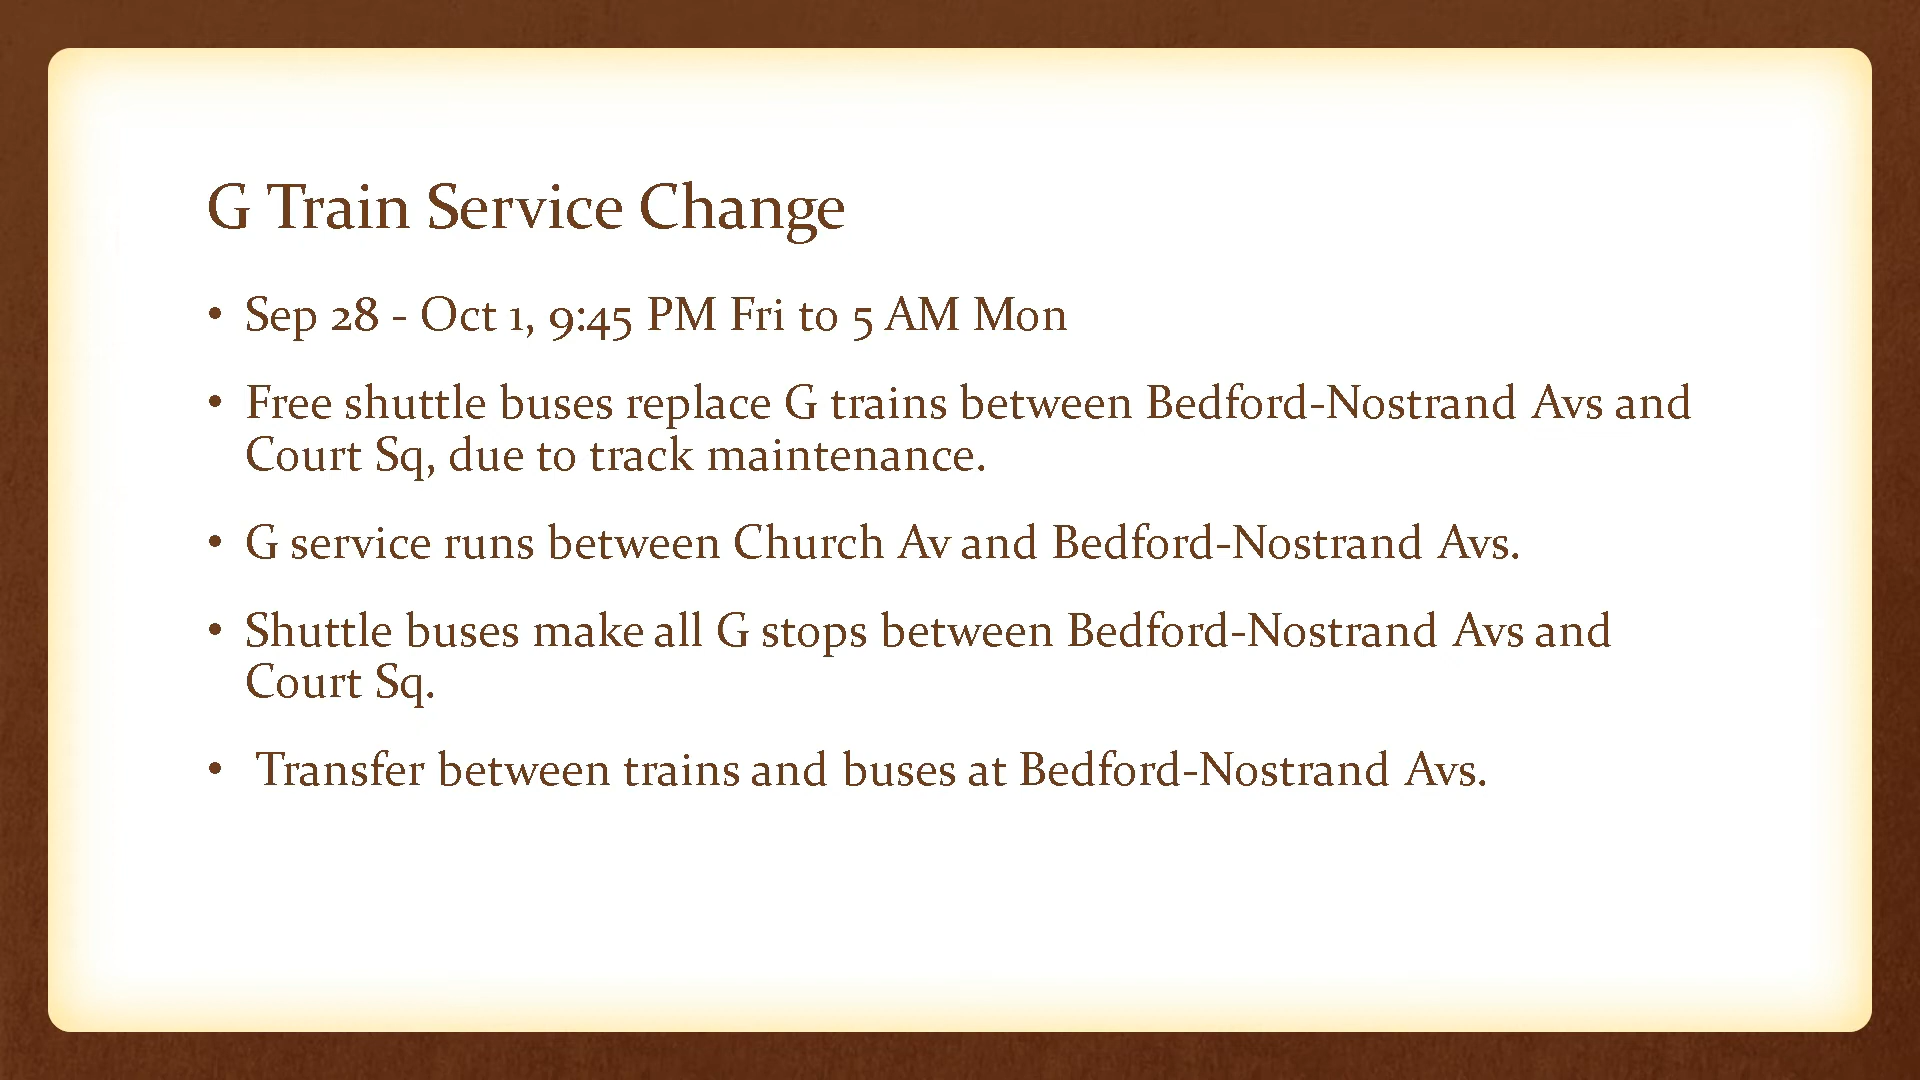 G Train Service Change
• Sep 28 - Oct 1, 9:45 PM Fri to 5 AM Mon
• Free shuttle buses replace G trains between Bedford-Nostrand Avs and
Court Sq, due to track maintenance.
• G service runs between Church Av and Bedford-Nostrand Avs.
• Shuttle buses make all G stops between Bedford-Nostrand Avs and
Court Sq.
• Transfer between trains and buses at Bedford-Nostrand Avs.